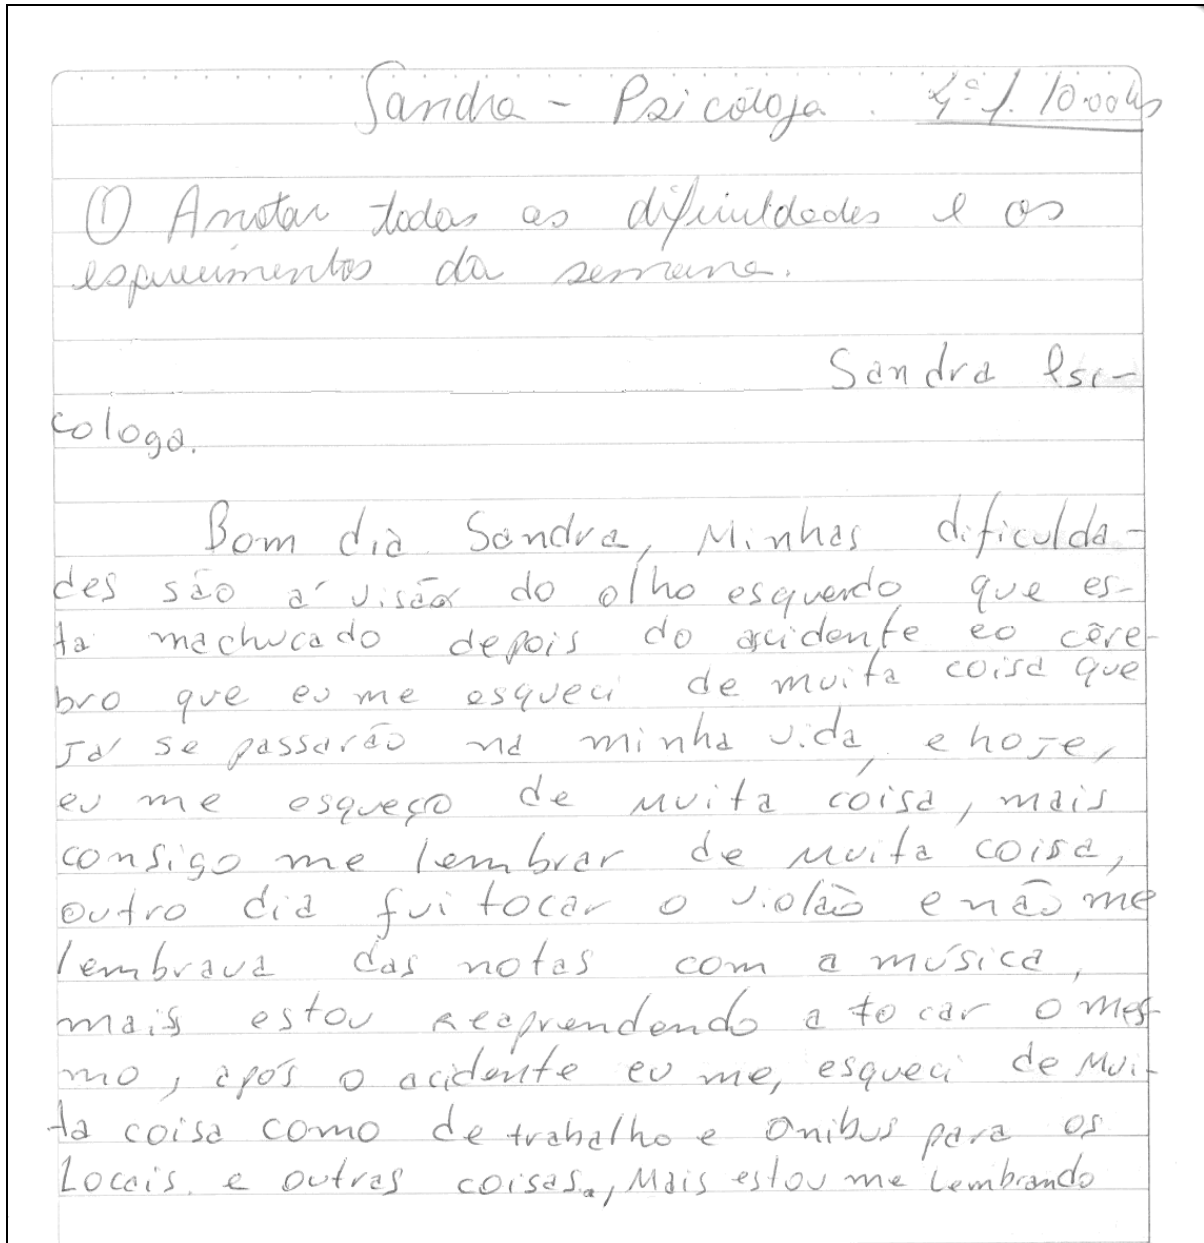 Sandra - Psicóloga. 4ª f. 10:00hs
① Anotar todas as dificuldades e os
esquecimentos da semana.
Sandra Psi-
cologa.
Bom dia Sandra, Minhas dificulda-
des são a visão do olho esquerdo que es-
ta machucado depois do acidente eo cére-
bro que eu me esqueci de muita coisa que
Ja se passarão na minha vida, e hoJe,
eu me esqueço de Muita coisa, mais
consigo me lembrar de Muita coisa,
outro dia fui tocar o violão e não me
lembrava das notas com a música,
mais estou Reaprendendo a tocar o mes-
mo, após o acidente eu me, esqueci de Mui-
ta coisa como de trabalho e Onibus para os
Locais. e outras coisas., Mais estou me Lembrando